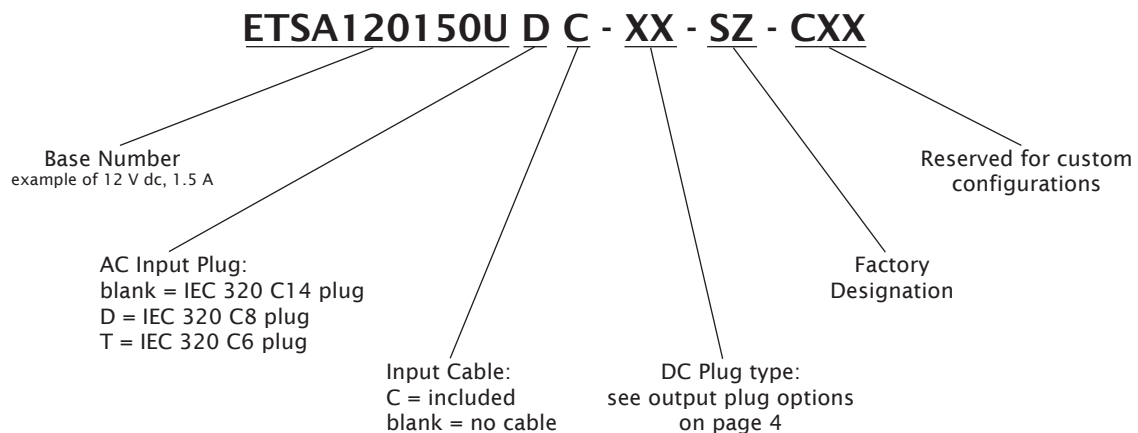 ETSA120150U D C - XX - SZ - CXX
Base Number
example of 12 V dc, 1.5 A
Reserved for custom
configurations
AC Input Plug:
blank = IEC 320 C14 plug
D = IEC 320 C8 plug
T = IEC 320 C6 plug
Factory
Designation
Input Cable:
C = included
blank = no cable
DC Plug type:
see output plug options
on page 4